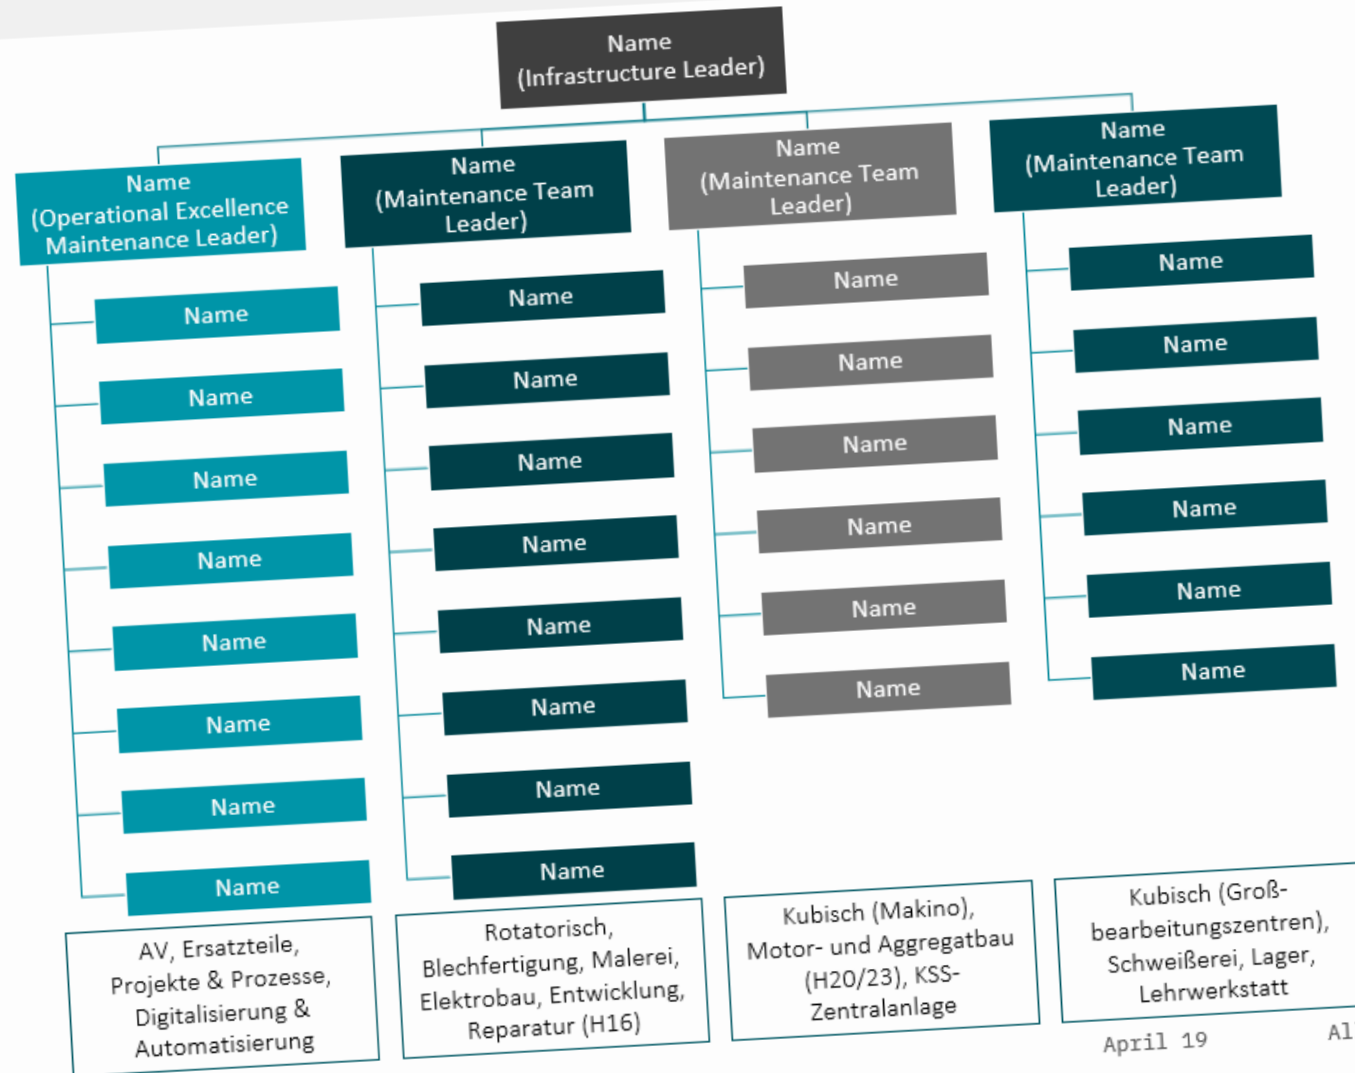 Name
(Infrastructure Leader)
Name
(Operational Excellence
Maintenance Leader)
Name
Name
Name
Name
Name
Name
Name
Name
AV, Ersatzteile,
Projekte & Prozesse,
Digitalisierung &
Automatisierung
Name
(Maintenance Team
Leader)
Name
Name
Name
Name
Name
Name
Name
Name
Rotatorisch,
Blechfertigung, Malerei,
Elektrobau, Entwicklung,
Reparatur (H16)
Name
(Maintenance Team
Leader)
Name
Name
Name
Name
Name
Name
Kubisch (Makino),
Motor- und Aggregatbau
(H20/23), KSS-
Zentralanlage
Name
(Maintenance Team
Leader)
Name
Name
Name
Name
Name
Name
Kubisch (Groß-
bearbeitungszentren),
Schweißerei, Lager,
Lehrwerkstatt
April 19